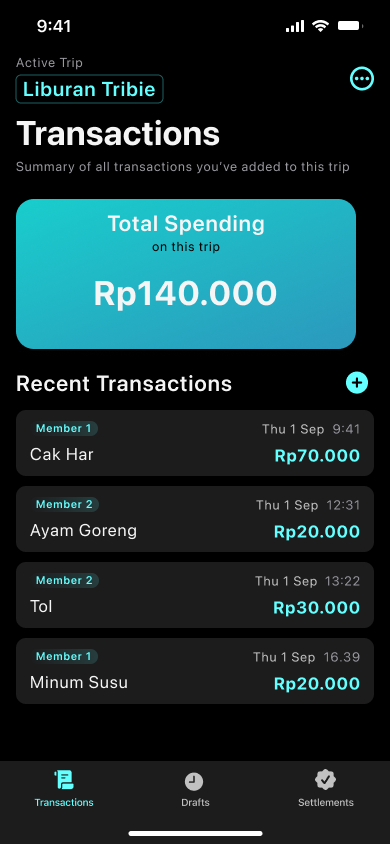 9:41
Active Trip
Liburan Tribie
Transactions
Summary of all transactions you've added to this trip
Total Spending
on this trip
Rp140.000
Recent Transactions
Member 1
Thu 1 Sep 9:41
Cak Har
Rp70.000
Member 2
Thu 1 Sep 12:31
Ayam Goreng
Rp20.000
Member 2
Thu 1 Sep 13:22
Tol
Rp30.000
Member 1
Thu 1 Sep 16.39
Minum Susu
Rp20.000
Transactions
Drafts
Settlements